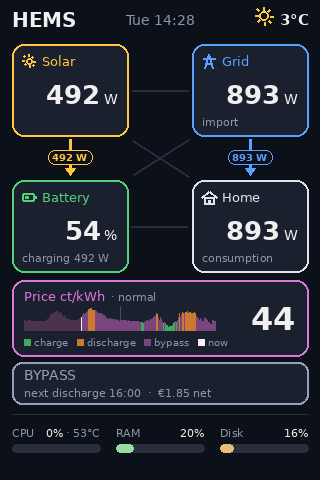 HEMS Tue 14:28 3°C
Solar
492 W
Grid
893 W
import
492 W
893 W
Battery
54 %
charging 492 W
Home
893 W
consumption
Price ct/kWh · normal
44
charge discharge bypass now
BYPASS
next discharge 16:00 · €1.85 net
CPU 0% · 53°C RAM 20% Disk 16%